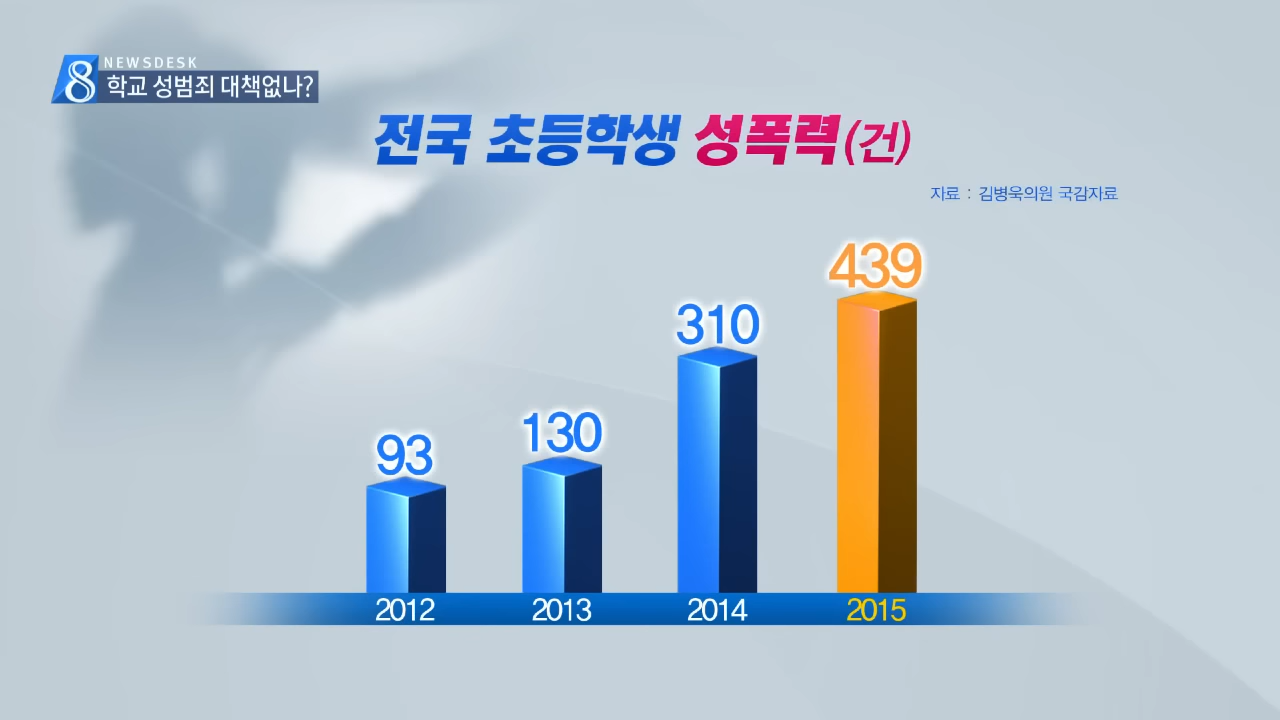 NEWSDESK
8 학교 성범죄 대책없나?
전국 초등학생 성폭력(건)
자료 : 김병욱의원 국감자료
93 130 310 439
2012 2013 2014 2015